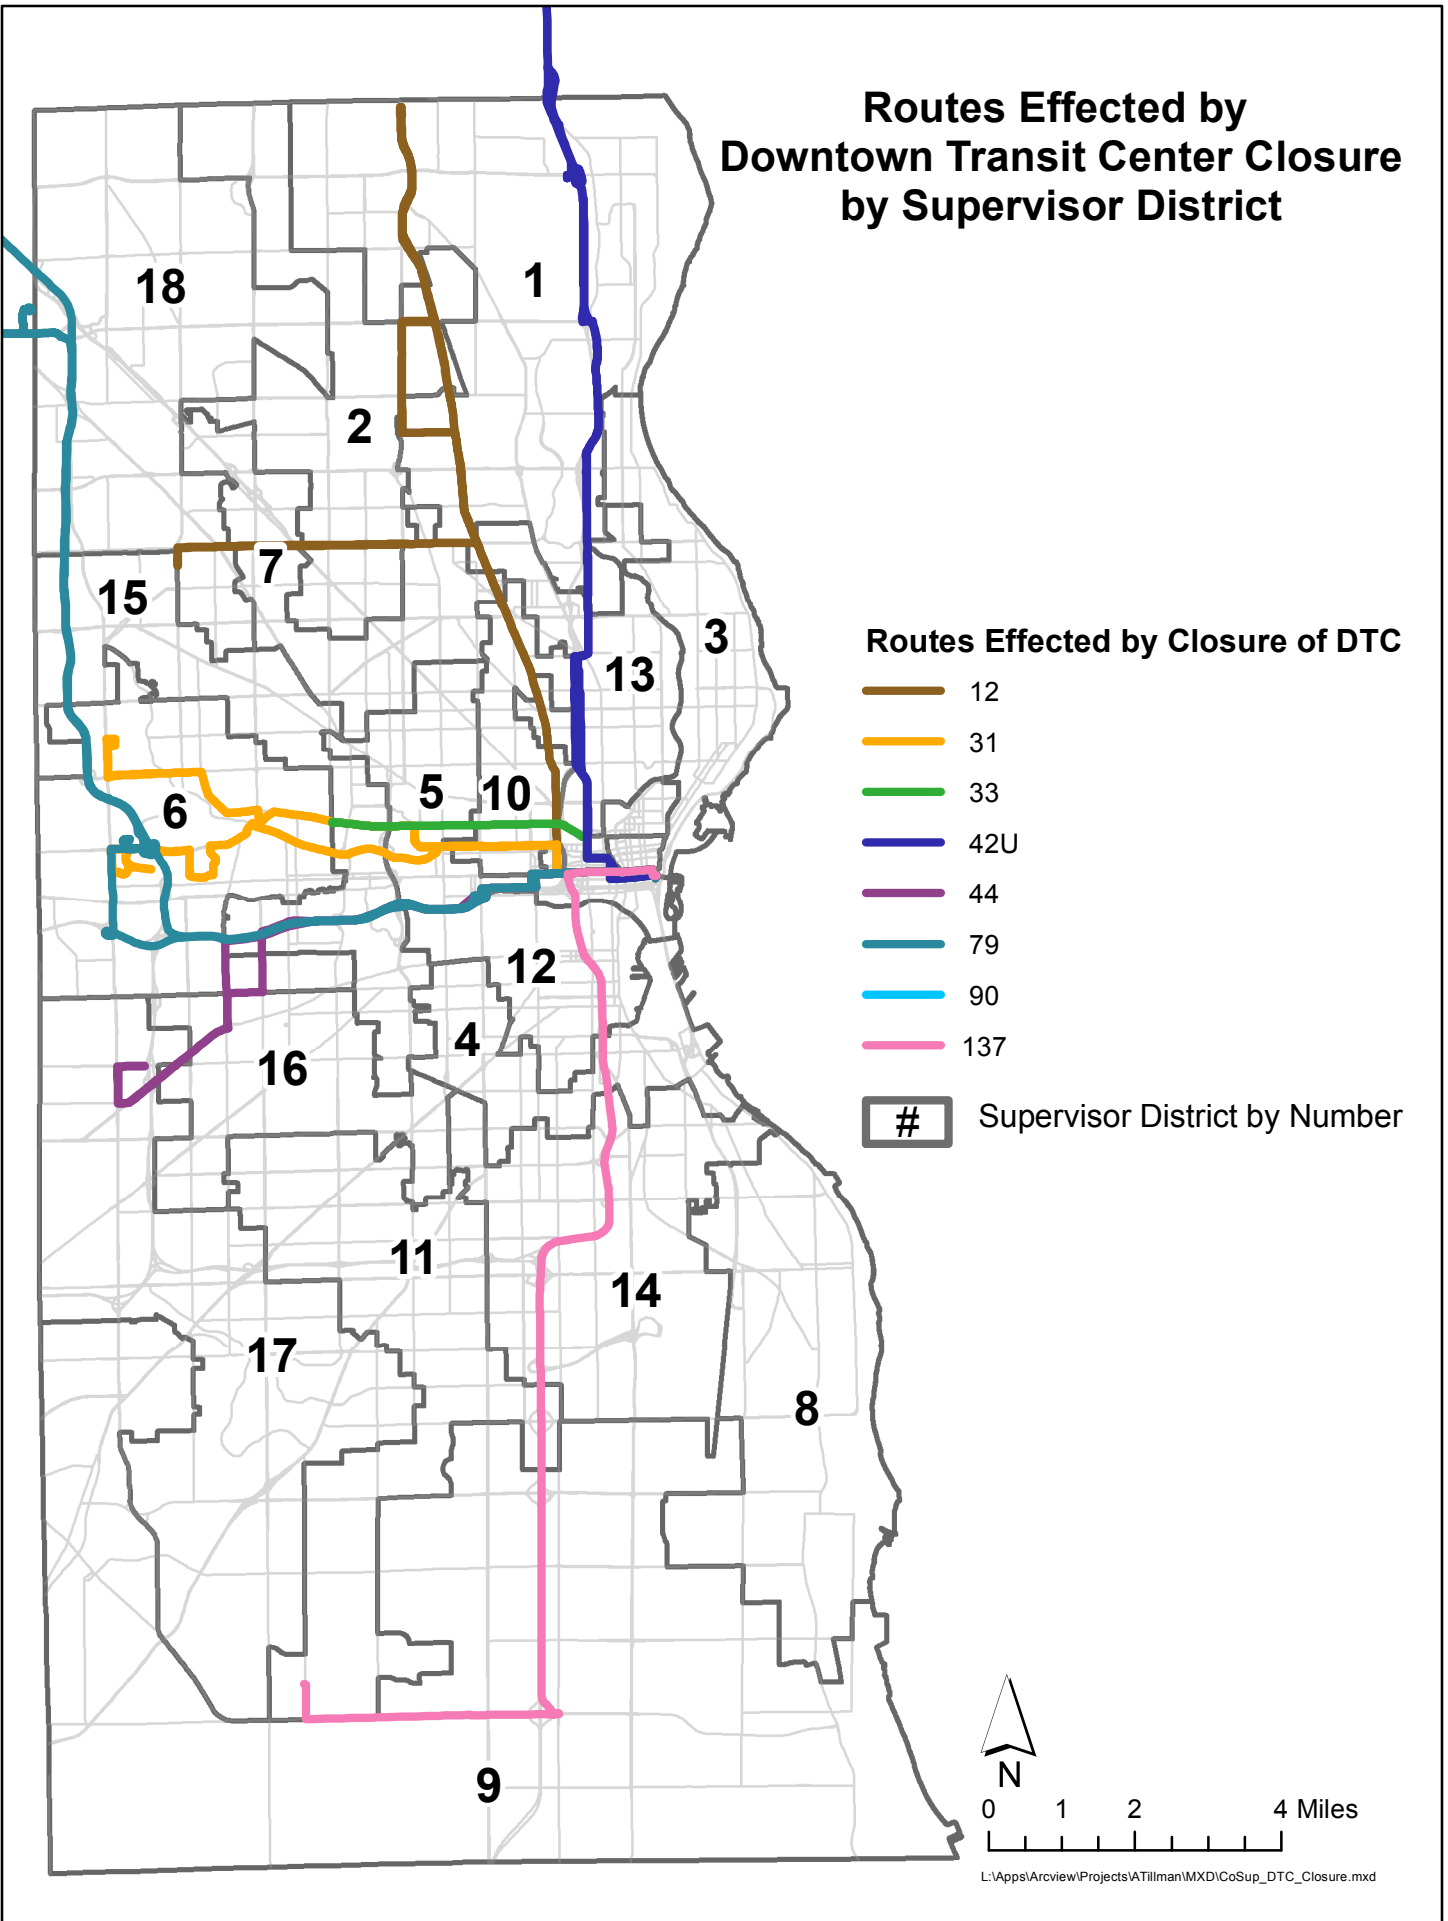 Routes Effected by
Downtown Transit Center Closure
by Supervisor District
18
1
2
7
15
3
13
5
10
6
12
4
16
11
14
17
8
9
Routes Effected by Closure of DTC
12
31
33
42U
44
79
90
137
# Supervisor District by Number
N
0 1 2 4 Miles
L:\Apps\Arcview\Projects\ATillman\MXD\CoSup_DTC_Closure.mxd